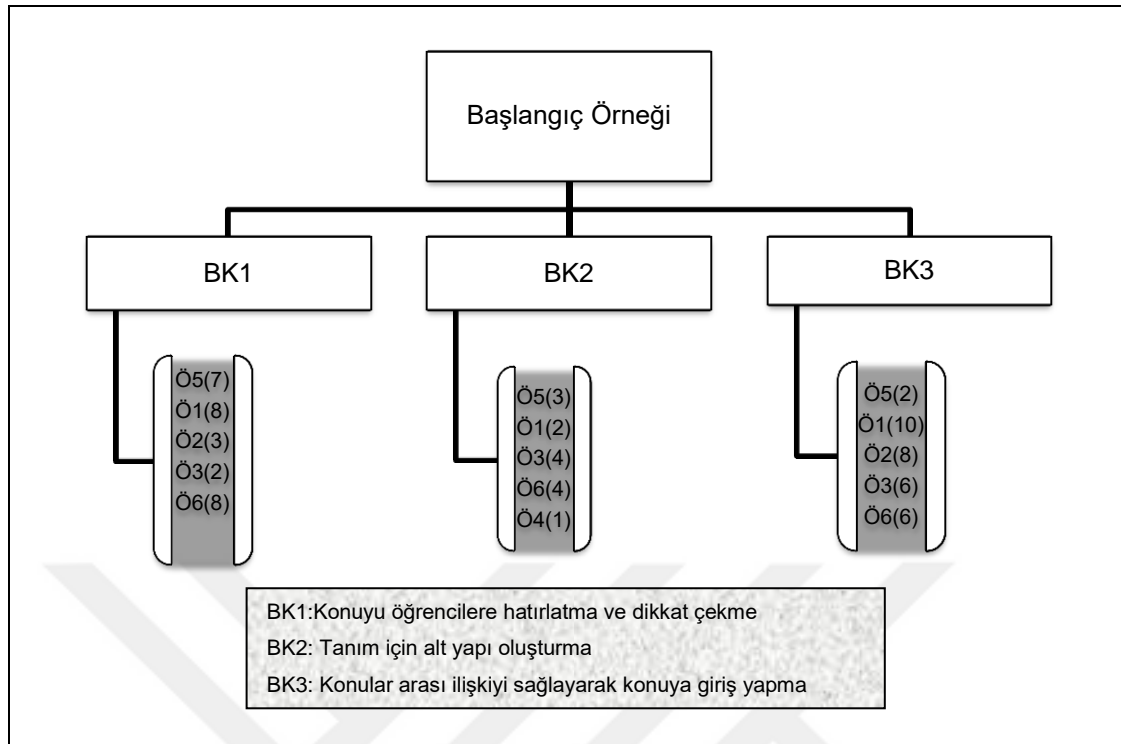 Başlangıç Örneği
BK1
BK2
BK3
Ö5(7)
Ö1(8)
Ö2(3)
Ö3(2)
Ö6(8)
Ö5(3)
Ö1(2)
Ö3(4)
Ö6(4)
Ö4(1)
Ö5(2)
Ö1(10)
Ö2(8)
Ö3(6)
Ö6(6)
BK1:Konuyu öğrencilere hatırlatma ve dikkat çekme
BK2: Tanım için alt yapı oluşturma
BK3: Konular arası ilişkiyi sağlayarak konuya giriş yapma